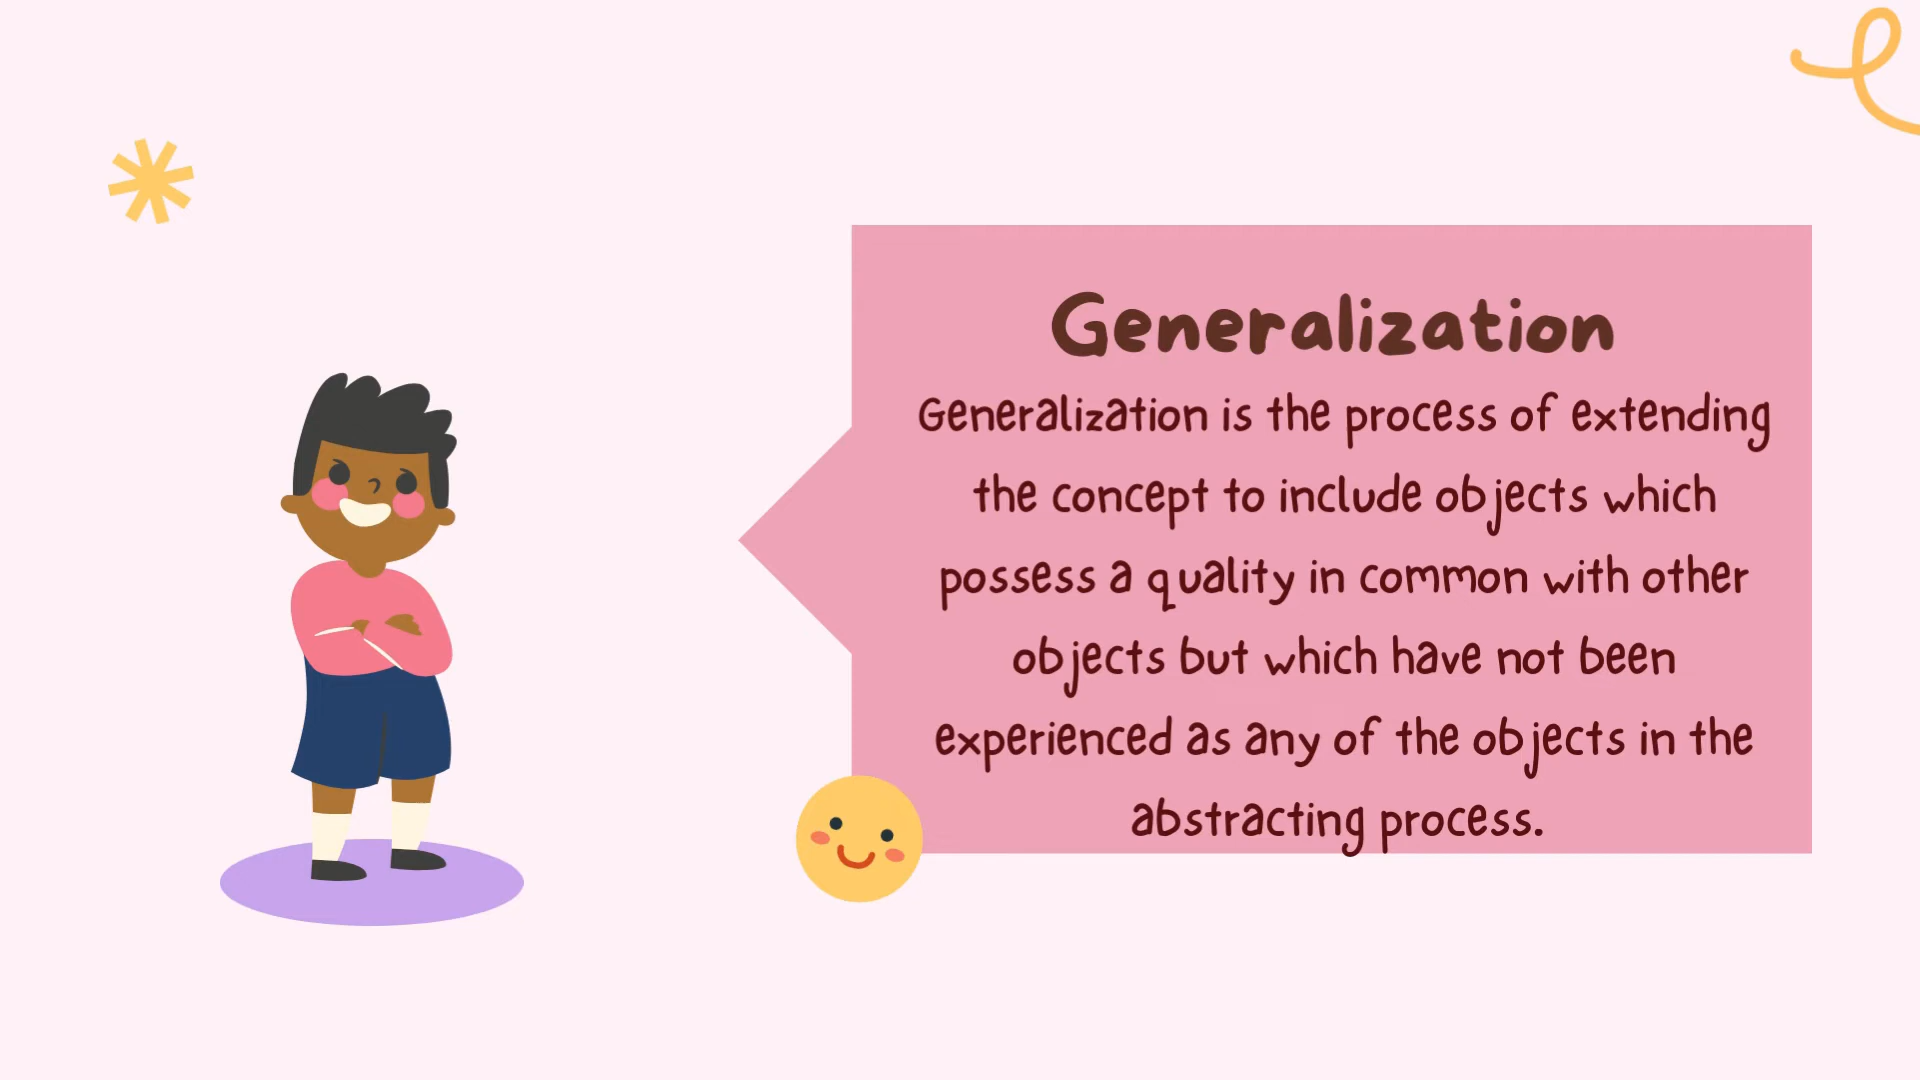 Generalization
Generalization is the process of extending
the concept to include objects which
possess a quality in common with other
objects but which have not been
experienced as any of the objects in the
abstracting process.